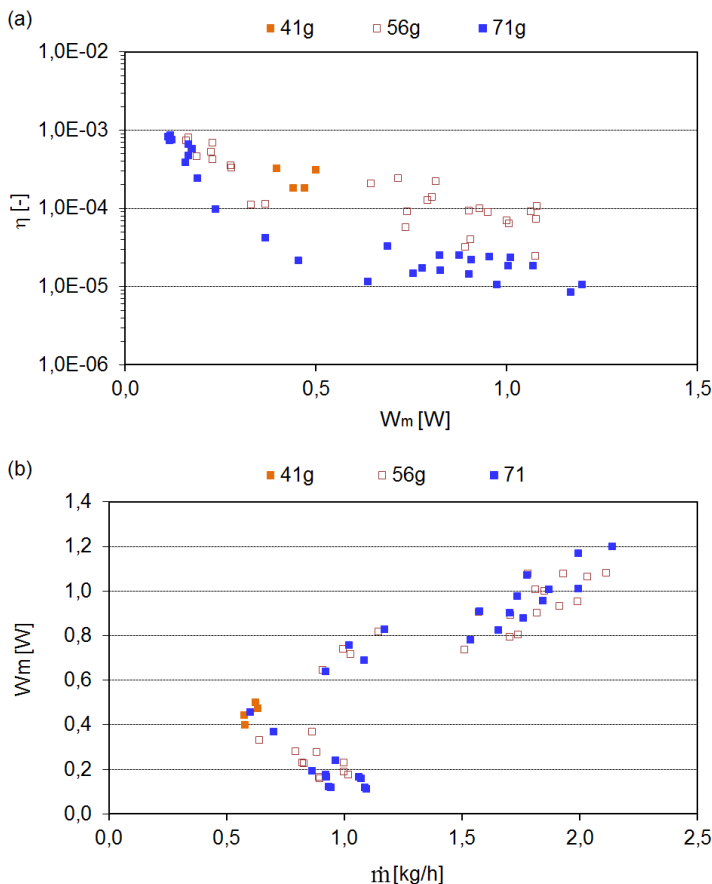 (a)
41g 56g 71g
1,0E-02
1,0E-03
1,0E-04
1,0E-05
1,0E-06
η [-]
0,0 0,5 1,0 1,5
Wm [W]
(b)
41g 56g 71
1,4
1,2
1,0
0,8
0,6
0,4
0,2
0,0
Wm [W]
0,0 0,5 1,0 1,5 2,0 2,5
ṁ [kg/h]